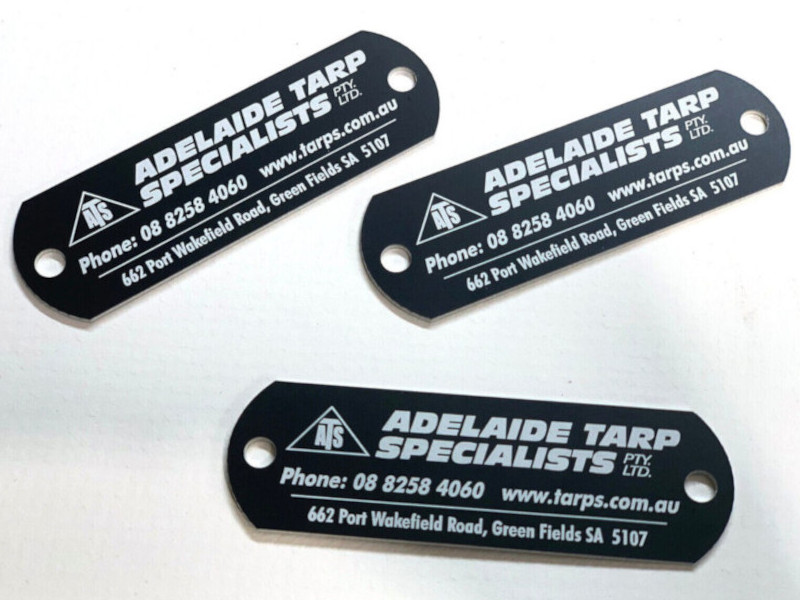 ADELAIDE TARP
SPECIALISTS PTY. LTD.
ATS
Phone: 08 8258 4060 www.tarps.com.au
662 Port Wakefield Road, Green Fields SA 5107
ADELAIDE TARP
SPECIALISTS PTY. LTD.
ATS
Phone: 08 8258 4060 www.tarps.com.au
662 Port Wakefield Road, Green Fields SA 5107
ATS
ADELAIDE TARP
SPECIALISTS PTY. LTD.
Phone: 08 8258 4060 www.tarps.com.au
662 Port Wakefield Road, Green Fields SA 5107